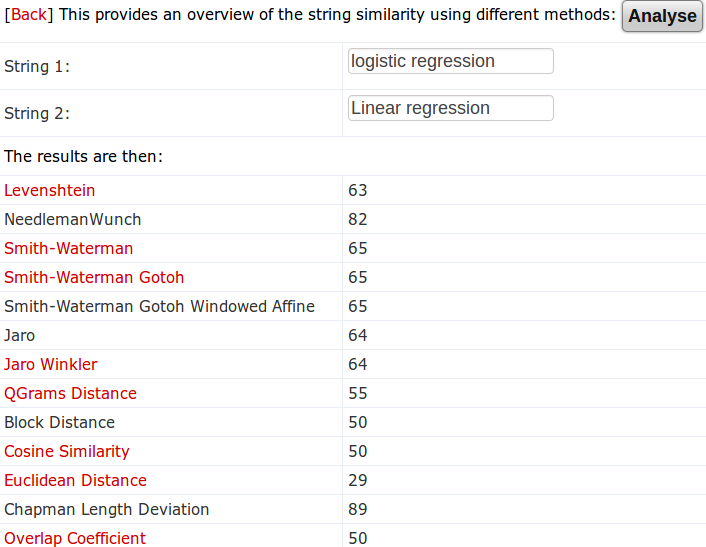 [Back] This provides an overview of the string similarity using different methods: Analyse
String 1: logistic regression
String 2: Linear regression
The results are then:
Levenshtein 63
NeedlemanWunch 82
Smith-Waterman 65
Smith-Waterman Gotoh 65
Smith-Waterman Gotoh Windowed Affine 65
Jaro 64
Jaro Winkler 64
QGrams Distance 55
Block Distance 50
Cosine Similarity 50
Euclidean Distance 29
Chapman Length Deviation 89
Overlap Coefficient 50